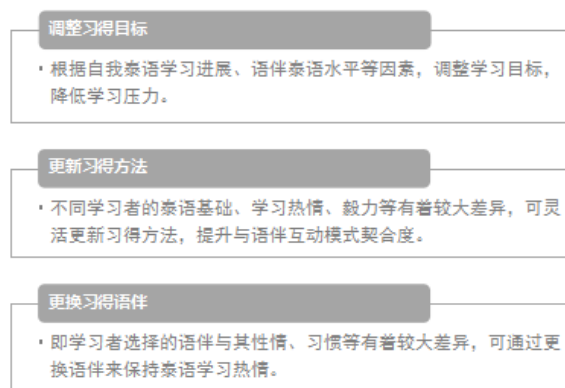 调整习得目标
· 根据自我泰语学习进展、语伴泰语水平等因素，调整学习目标，
降低学习压力。
更新习得方法
· 不同学习者的泰语基础、学习热情、毅力等有着较大差异，可灵
活更新习得方法，提升与语伴互动模式契合度。
更换习得语伴
· 即学习者选择的语伴与其性情、习惯等有着较大差异，可通过更
换语伴来保持泰语学习热情。